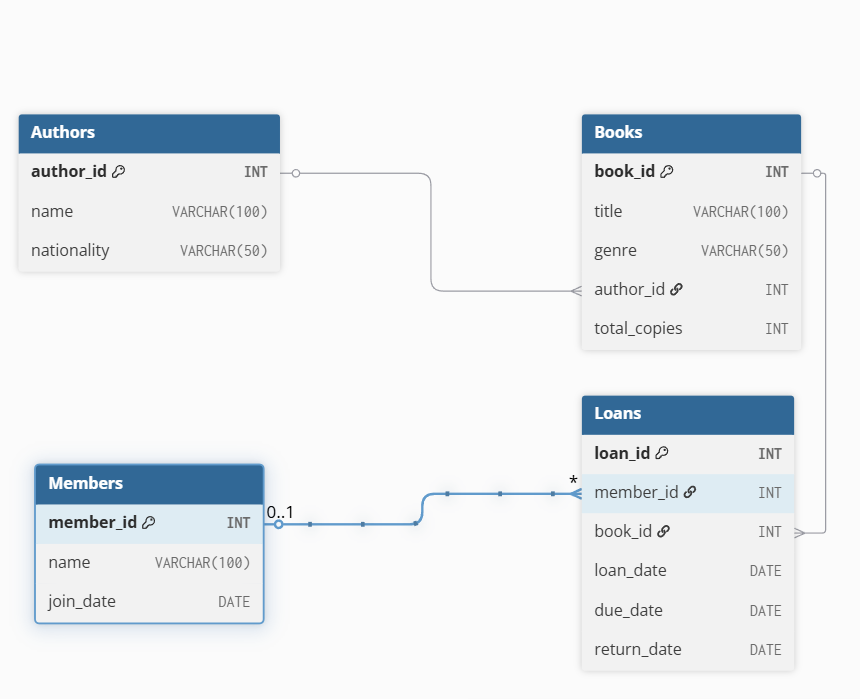 Authors
author_id INT
name VARCHAR(100)
nationality VARCHAR(50)
Books
book_id INT
title VARCHAR(100)
genre VARCHAR(50)
author_id INT
total_copies INT
Members
member_id INT
name VARCHAR(100)
join_date DATE
0..1
*
Loans
loan_id INT
member_id INT
book_id INT
loan_date DATE
due_date DATE
return_date DATE